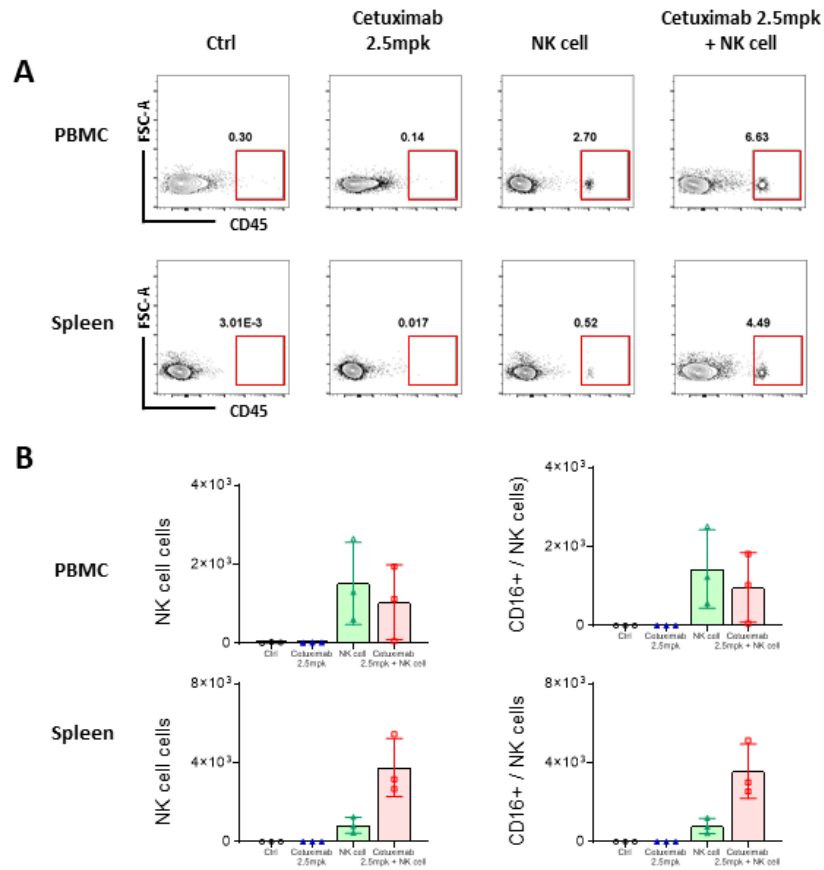 Ctrl
Cetuximab
2.5mpk
NK cell
Cetuximab 2.5mpk
+ NK cell
A
PBMC
FSC-A
0.30
0.14
2.70
6.63
CD45
Spleen
FSC-A
3.01E-3
0.017
0.52
4.49
CD45
B
PBMC
NK cell cells
4×10³
2×10³
0
Ctrl
Cetuximab
2.5mpk
NK cell
Cetuximab
2.5mpk + NK cell
CD16+ / NK cells)
4×10³
2×10³
0
Ctrl
Cetuximab
2.5mpk
NK cell
Cetuximab
2.5mpk + NK cell
Spleen
NK cell cells
8×10³
4×10³
0
Ctrl
Cetuximab
2.5mpk
NK cell
Cetuximab
2.5mpk + NK cell
CD16+ / NK cells)
8×10³
4×10³
0
Ctrl
Cetuximab
2.5mpk
NK cell
Cetuximab
2.5mpk + NK cell